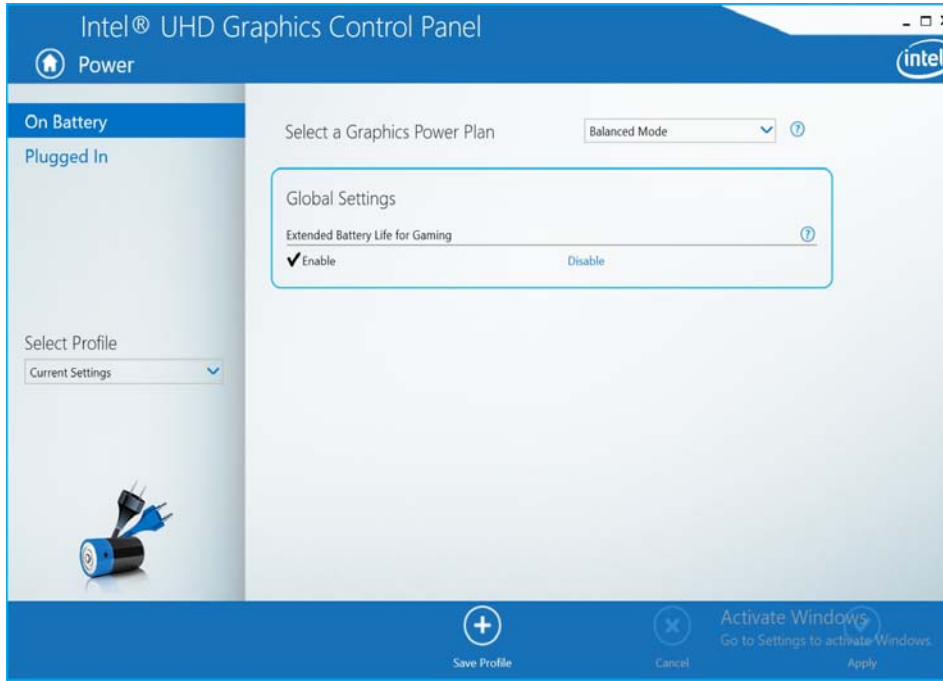 Intel® UHD Graphics Control Panel
Power
intel
On Battery
Plugged In
Select a Graphics Power Plan
Balanced Mode
?
Global Settings
Extended Battery Life for Gaming
?
Enable
Disable
Select Profile
Current Settings
Save Profile
Cancel
Apply
Activate Windows
Go to Settings to activate Windows.